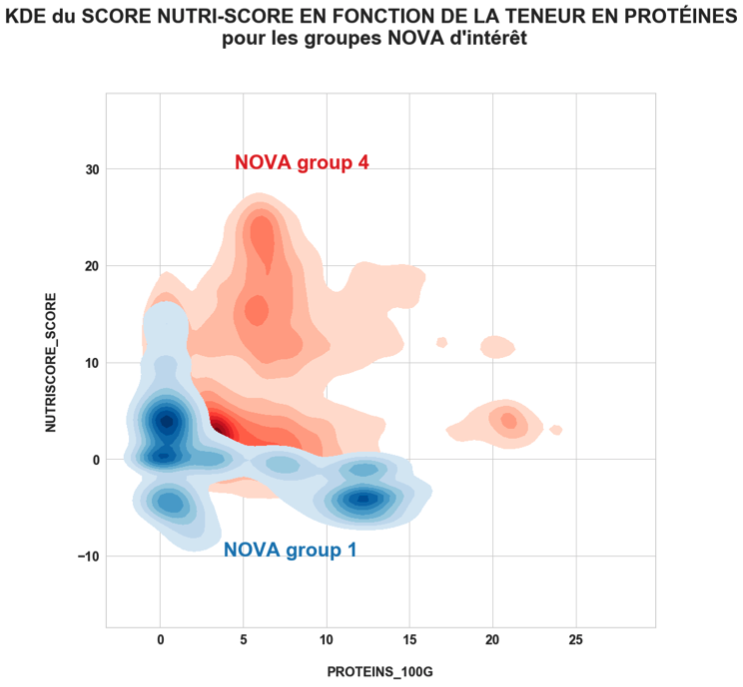 KDE du SCORE NUTRI-SCORE EN FONCTION DE LA TENEUR EN PROTÉINES
pour les groupes NOVA d'intérêt
NOVA group 4
30
20
10
0
−10
NUTRISCORE_SCORE
NOVA group 1
0 5 10 15 20 25
PROTEINS_100G